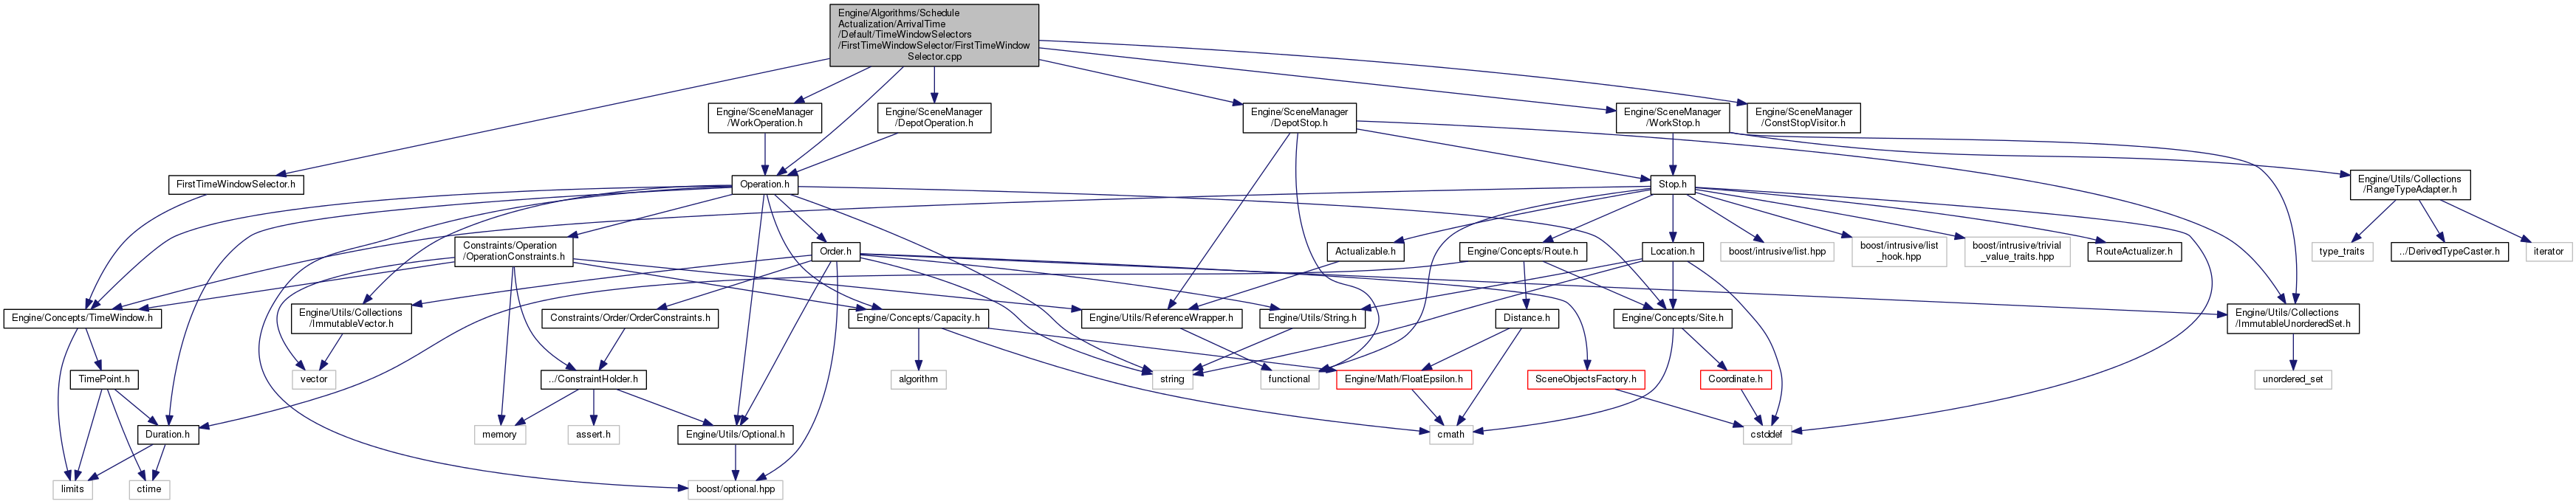 Engine/Algorithms/Schedule
Actualization/ArrivalTime
/Default/TimeWindowSelectors
/FirstTimeWindowSelector/FirstTimeWindow
Selector.cpp
Engine/SceneManager
/WorkOperation.h
Engine/SceneManager
/DepotOperation.h
Engine/SceneManager
/DepotStop.h
Engine/SceneManager
/WorkStop.h
Engine/SceneManager
/ConstStopVisitor.h
FirstTimeWindowSelector.h
Operation.h
Stop.h
Engine/Utils/Collections
/RangeTypeAdapter.h
Constraints/Operation
/OperationConstraints.h
Order.h
Actualizable.h
Engine/Concepts/Route.h
Location.h
boost/intrusive/list.hpp
boost/intrusive/list
_hook.hpp
boost/intrusive/trivial
_value_traits.hpp
RouteActualizer.h
type_traits
../DerivedTypeCaster.h
iterator
Engine/Concepts/TimeWindow.h
Engine/Utils/Collections
/ImmutableVector.h
Constraints/Order/OrderConstraints.h
Engine/Concepts/Capacity.h
Engine/Utils/ReferenceWrapper.h
Engine/Utils/String.h
Distance.h
Engine/Concepts/Site.h
Engine/Utils/Collections
/ImmutableUnorderedSet.h
TimePoint.h
vector
../ConstraintHolder.h
algorithm
string
functional
Engine/Math/FloatEpsilon.h
SceneObjectsFactory.h
Coordinate.h
unordered_set
Duration.h
memory
assert.h
Engine/Utils/Optional.h
cmath
cstddef
limits
ctime
boost/optional.hpp